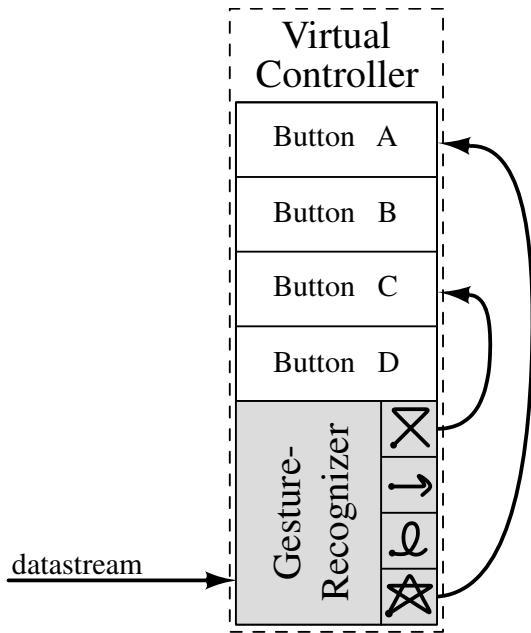 Virtual
Controller
Button A
Button B
Button C
Button D
Gesture-
Recognizer
datastream